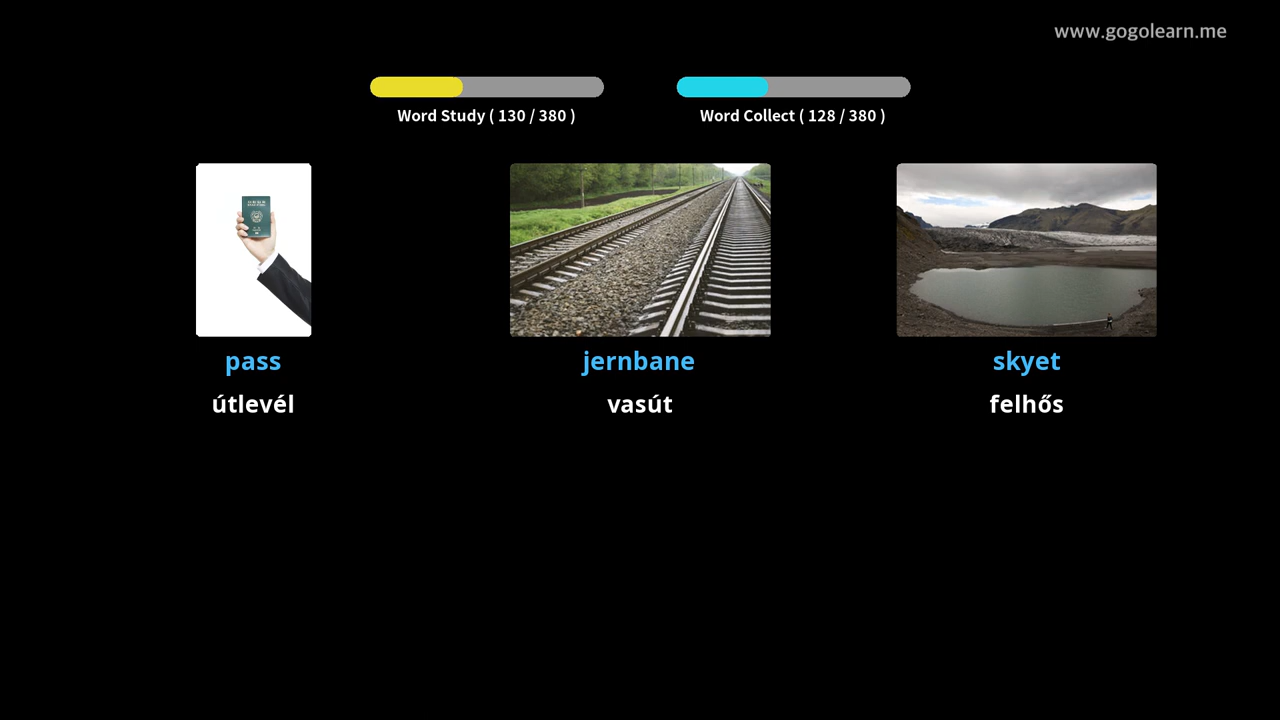 www.gogolearn.me
Word Study ( 130 / 380 )
Word Collect ( 128 / 380 )
pass
jernbane
skyet
útlevél
vasút
felhős